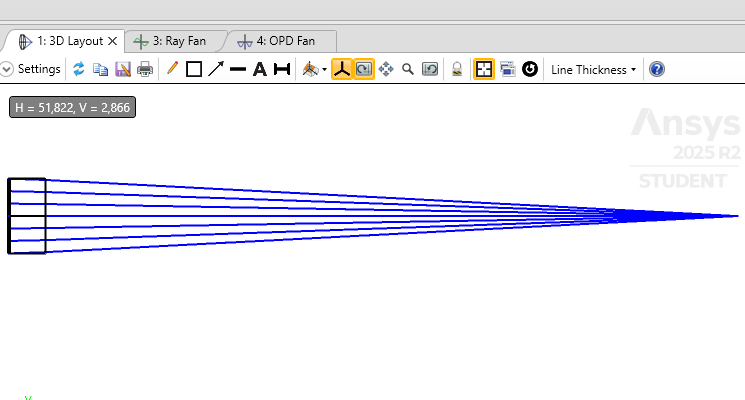 1: 3D Layout
3: Ray Fan
4: OPD Fan
Settings
A
Line Thickness
H = 51,822, V = 2,866
Ansys
2025 R2
STUDENT
Y